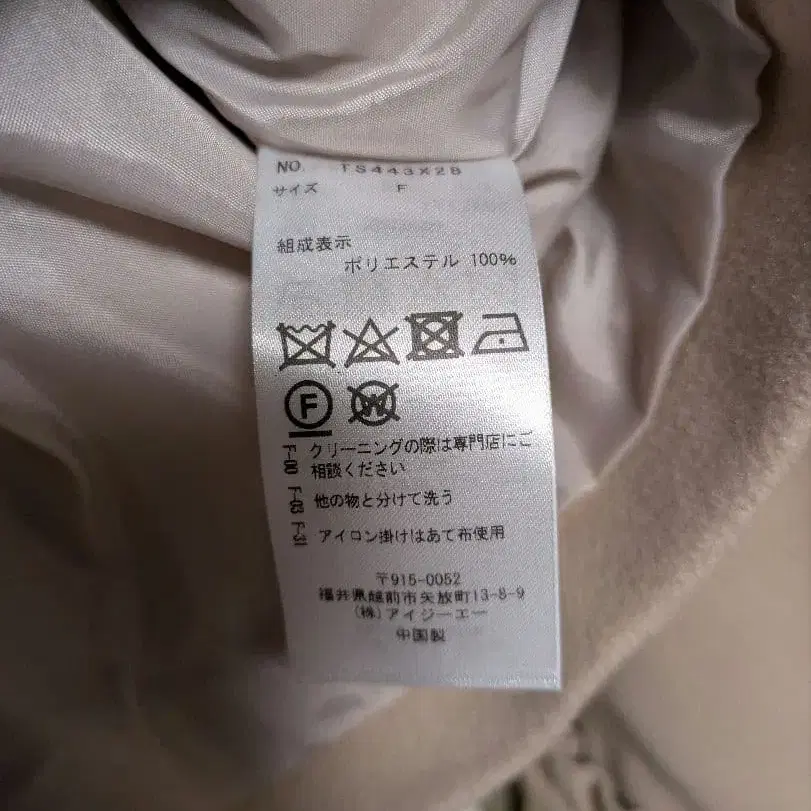 NO. TS443X28
サイズ F
組成表示
ポリエステル 100%
F W
F-00 クリーニングの際は専門店にご
相談ください
F-03 他の物と分けて洗う
F-31 アイロン掛けはあて布使用
〒915-0052
福井県越前市矢放町13-8-9
(株)アイジーエー
中国製